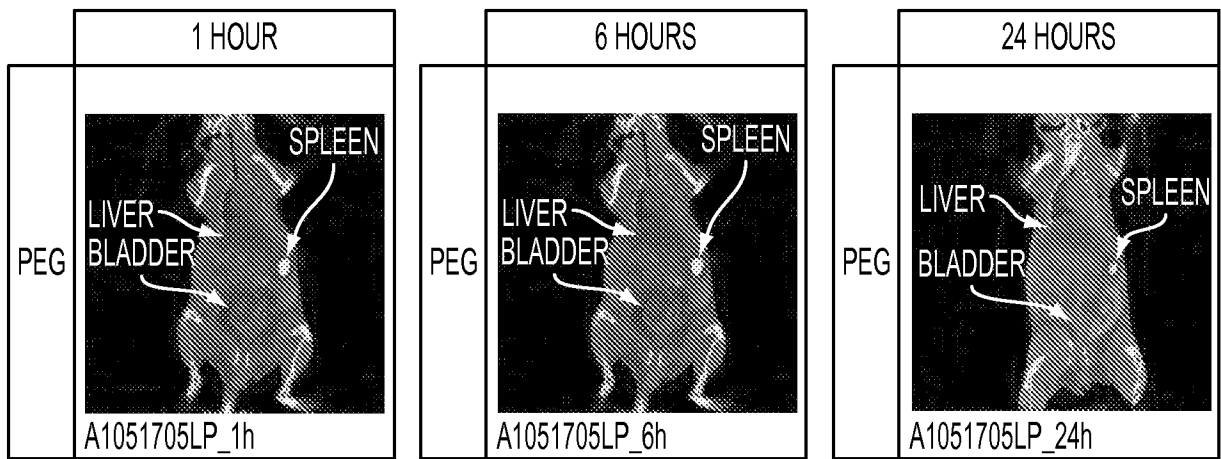 1 HOUR
PEG
SPLEEN
LIVER
BLADDER
A1051705LP_1h
6 HOURS
PEG
SPLEEN
LIVER
BLADDER
A1051705LP_6h
24 HOURS
PEG
SPLEEN
LIVER
BLADDER
A1051705LP_24h